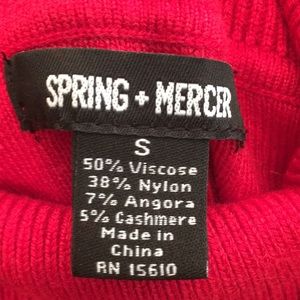 SPRING + MERCER
S
50% Viscose
38% Nylon
7% Angora
5% Cashmere
Made in
China
RN 15610